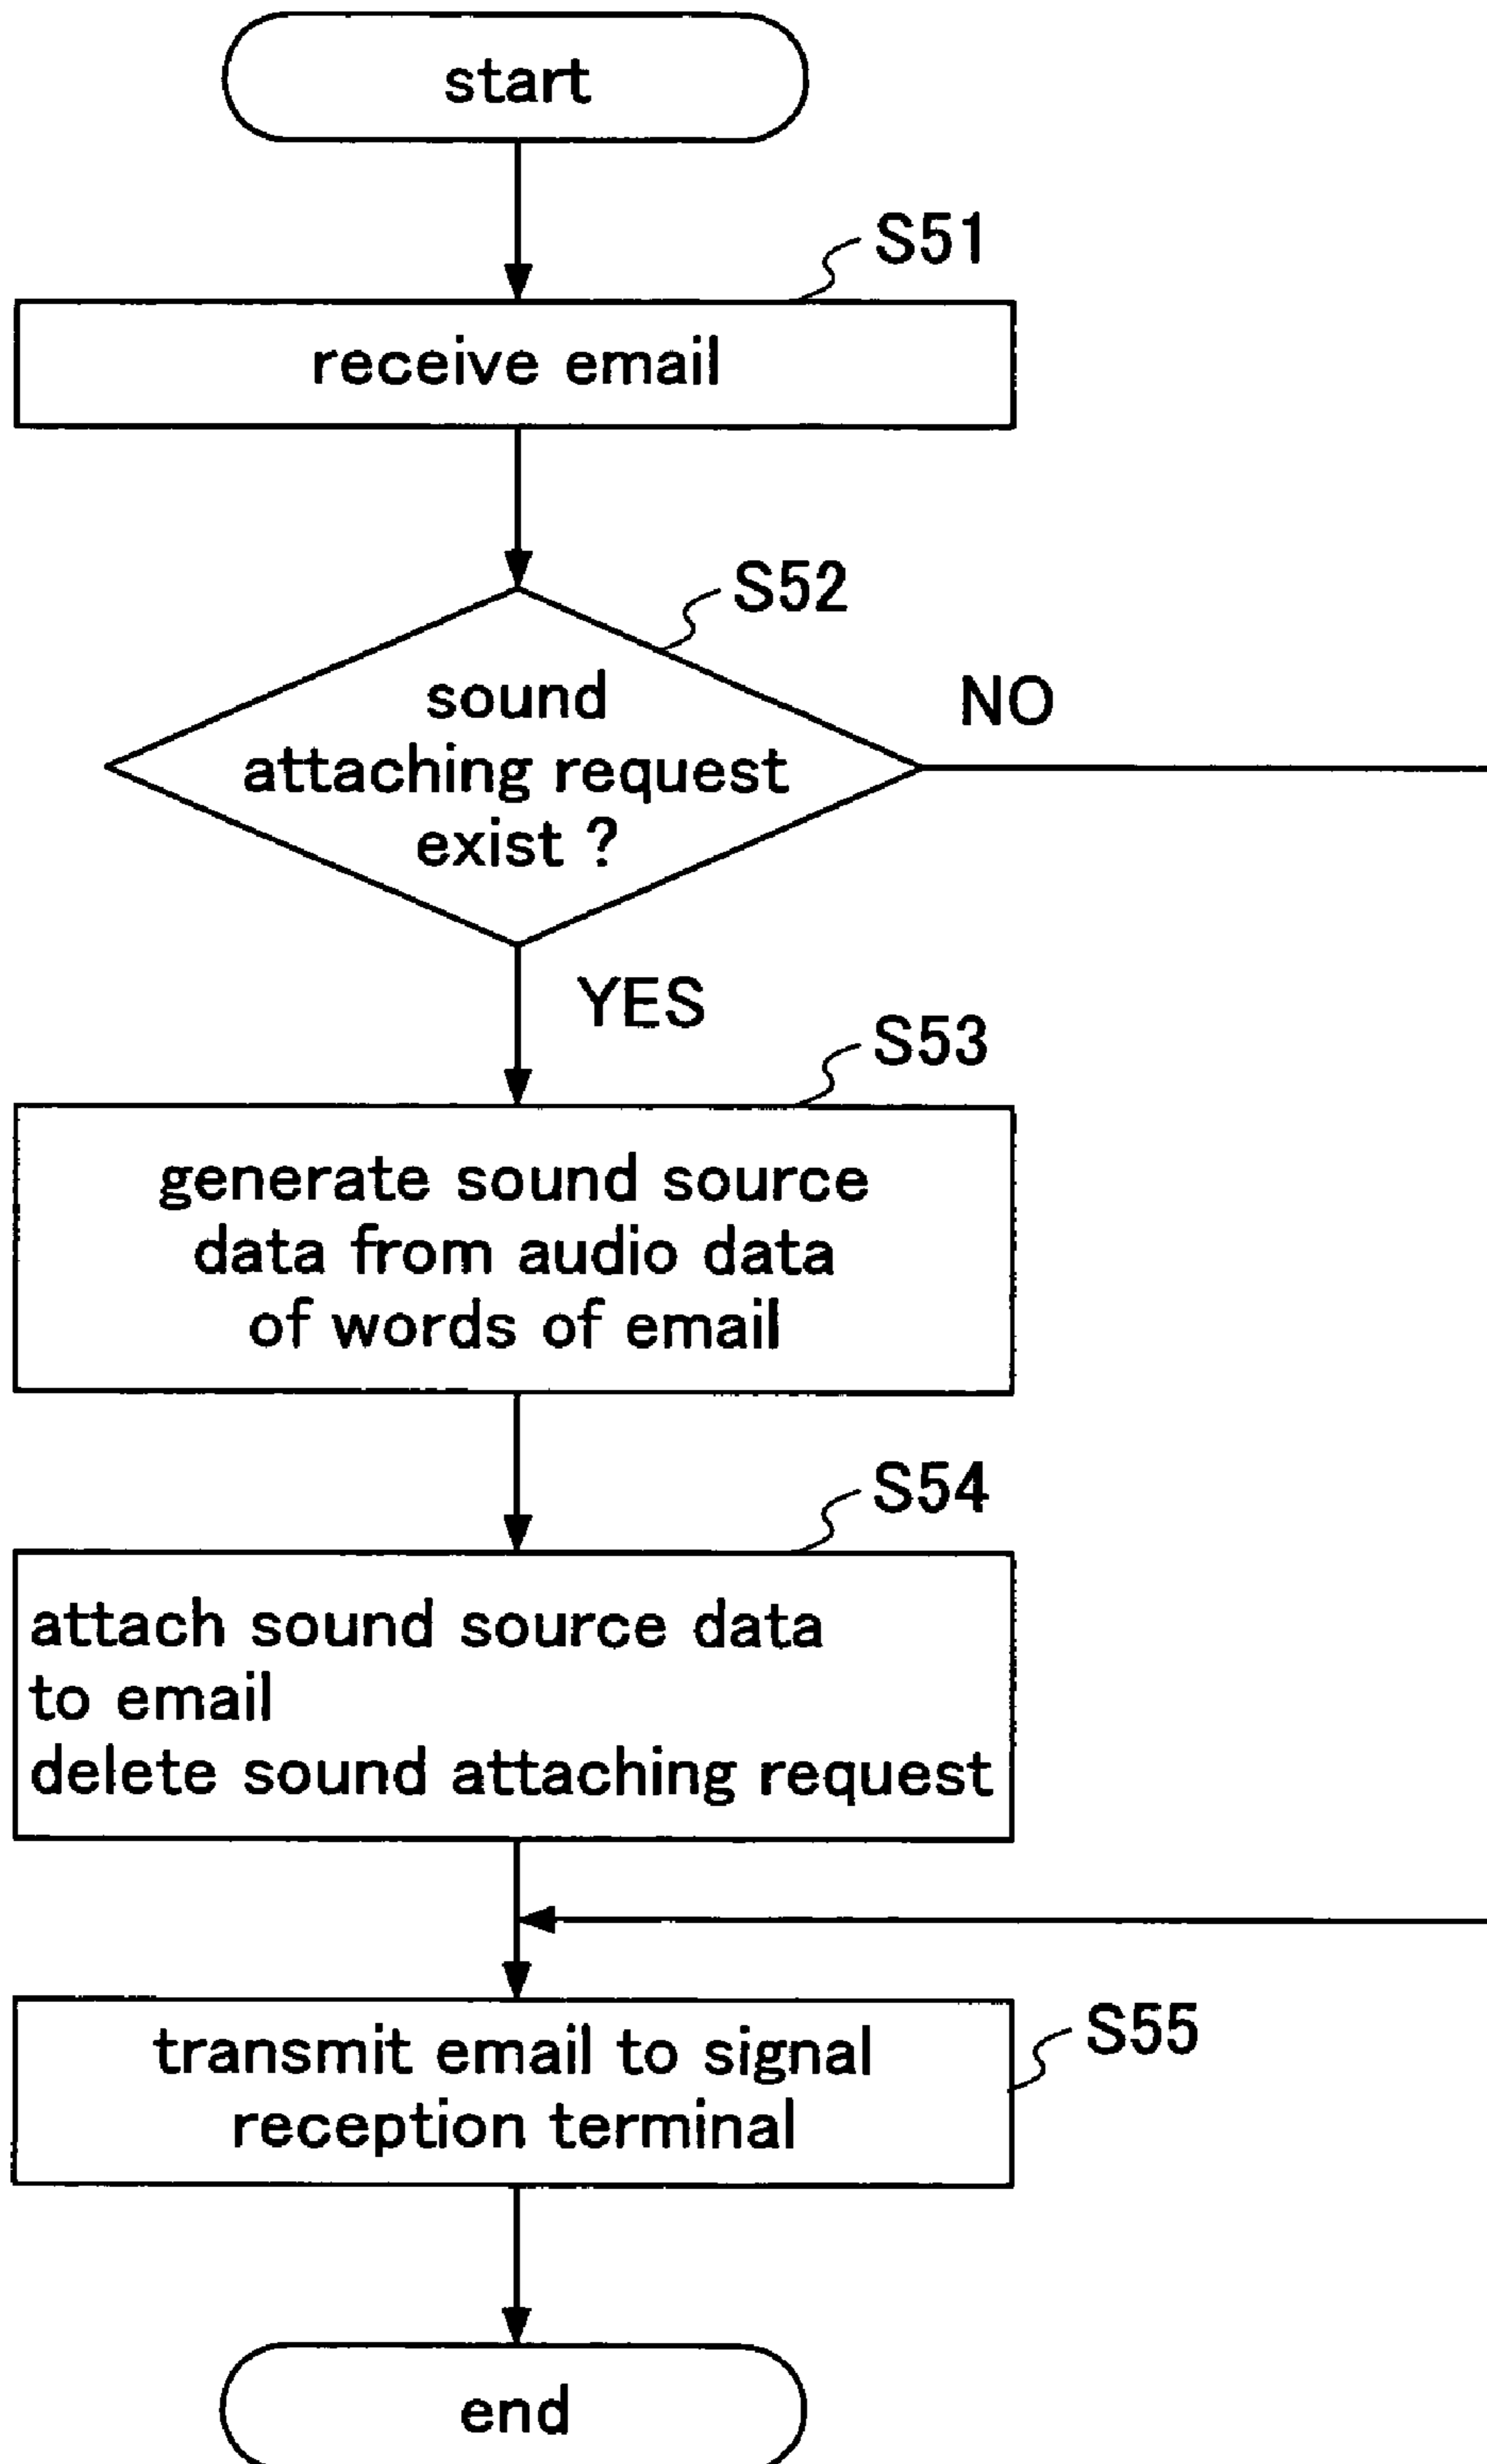 start
S51
receive email
S52
sound
attaching request
exist ?
NO
YES
S53
generate sound source
data from audio data
of words of email
S54
attach sound source data
to email
delete sound attaching request
S55
transmit email to signal
reception terminal
end